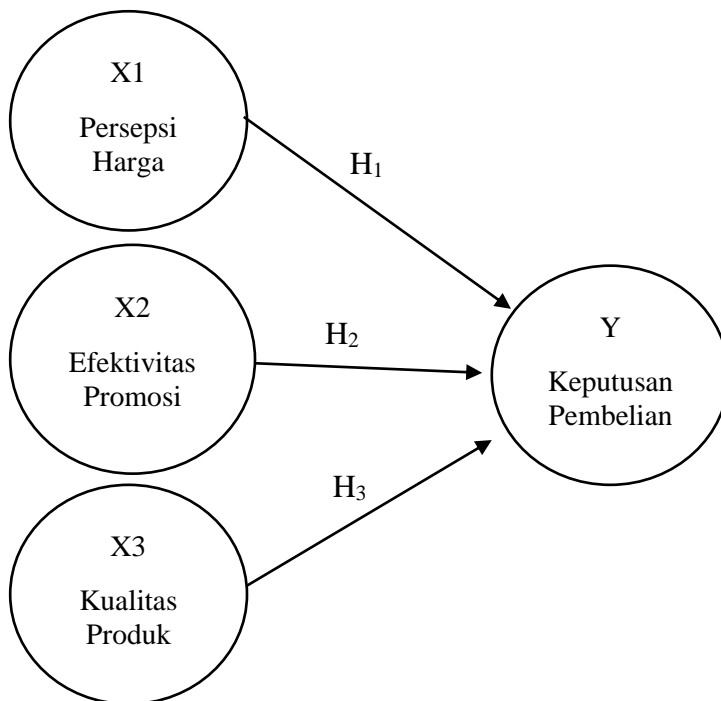 X1
Persepsi
Harga
H₁
X2
Efektivitas
Promosi
H₂
Y
Keputusan
Pembelian
X3
Kualitas
Produk
H₃